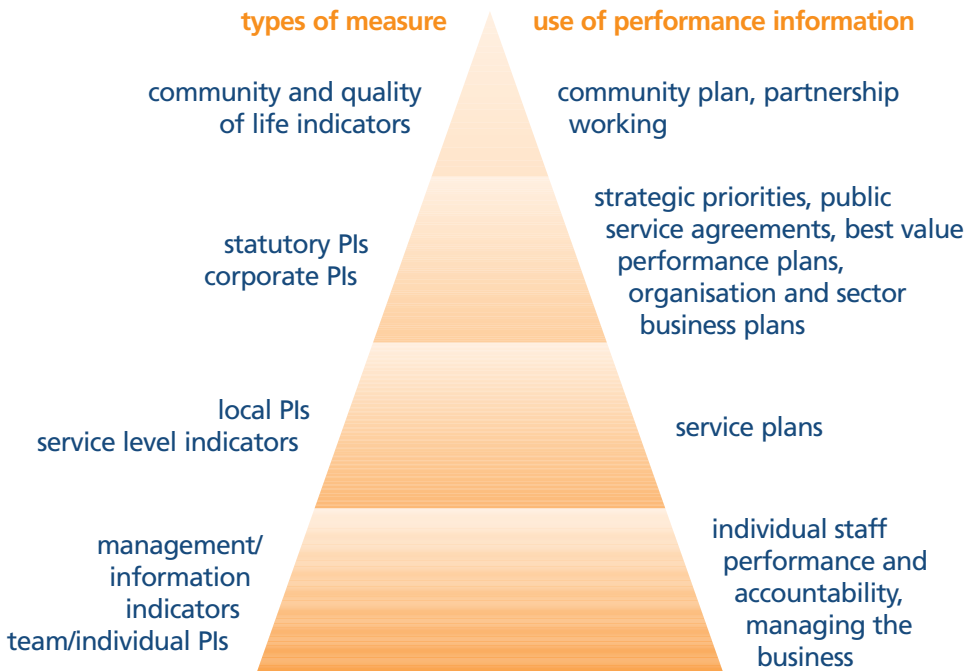 types of measure
use of performance information
community and quality
of life indicators
community plan, partnership
working
statutory PIs
corporate PIs
strategic priorities, public
service agreements, best value
performance plans,
organisation and sector
business plans
local PIs
service level indicators
service plans
management/
information
indicators
team/individual PIs
individual staff
performance and
accountability,
managing the
business